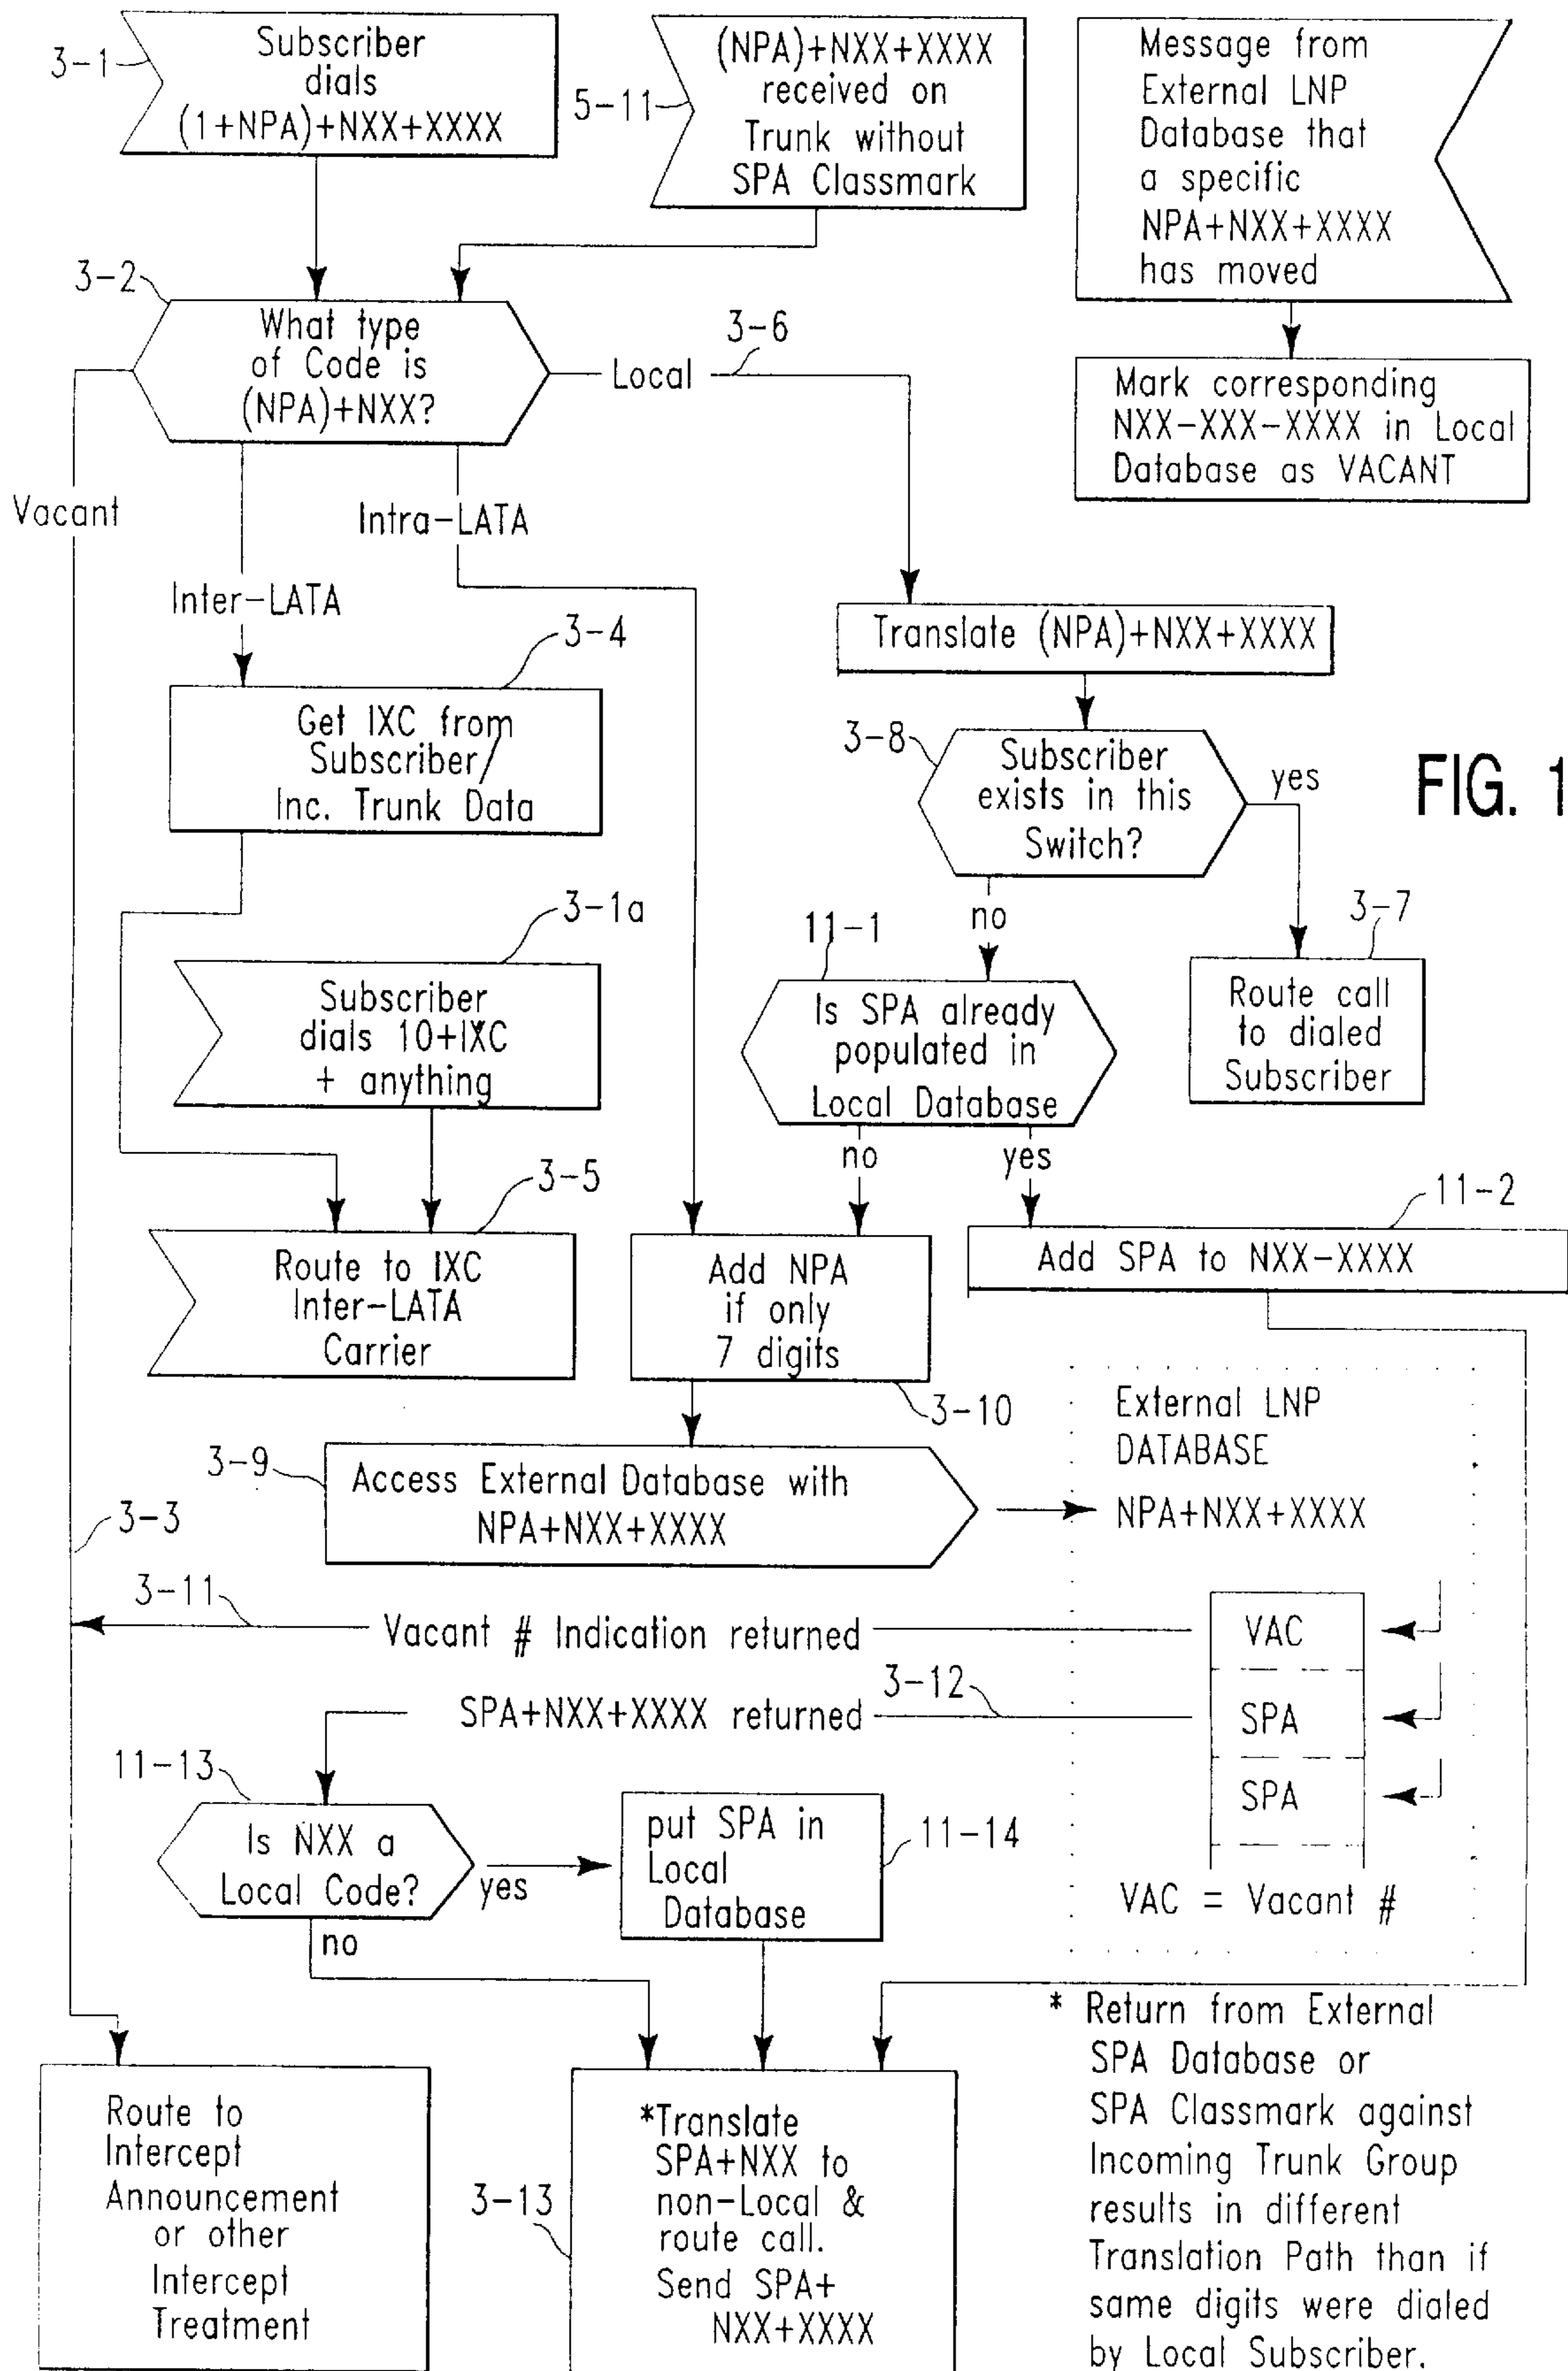 3-1
Subscriber
dials
(1+NPA)+NXX+XXXX
5-11
(NPA)+NXX+XXXX
received on
Trunk without
SPA Classmark
Message from
External LNP
Database that
a specific
NPA+NXX+XXXX
has moved
3-2
What type
of Code is
(NPA)+NXX?
Local
3-6
Mark corresponding
NXX-XXX-XXXX in Local
Database as VACANT
Vacant
Intra-LATA
Inter-LATA
Translate (NPA)+NXX+XXXX
3-4
Get IXC from
Subscriber/
Inc. Trunk Data
3-8
Subscriber
exists in this
Switch?
yes
no
FIG. 1
3-1a
Subscriber
dials 10+IXC
+ anything
11-1
Is SPA already
populated in
Local Database
no
yes
3-7
Route call
to dialed
Subscriber
3-5
Route to IXC
Inter-LATA
Carrier
Add NPA
if only
7 digits
3-10
11-2
Add SPA to NXX-XXXX
3-9
Access External Database with
NPA+NXX+XXXX
External LNP
DATABASE
NPA+NXX+XXXX
3-3
3-11
Vacant # Indication returned
VAC
3-12
SPA+NXX+XXXX returned
SPA
SPA
VAC = Vacant #
11-13
Is NXX a
Local Code?
yes
no
put SPA in
Local
Database
11-14
Route to
Intercept
Announcement
or other
Intercept
Treatment
3-13
*Translate
SPA+NXX to
non-Local &
route call.
Send SPA+
NXX+XXXX
* Return from External
SPA Database or
SPA Classmark against
Incoming Trunk Group
results in different
Translation Path than if
same digits were dialed
by Local Subscriber.